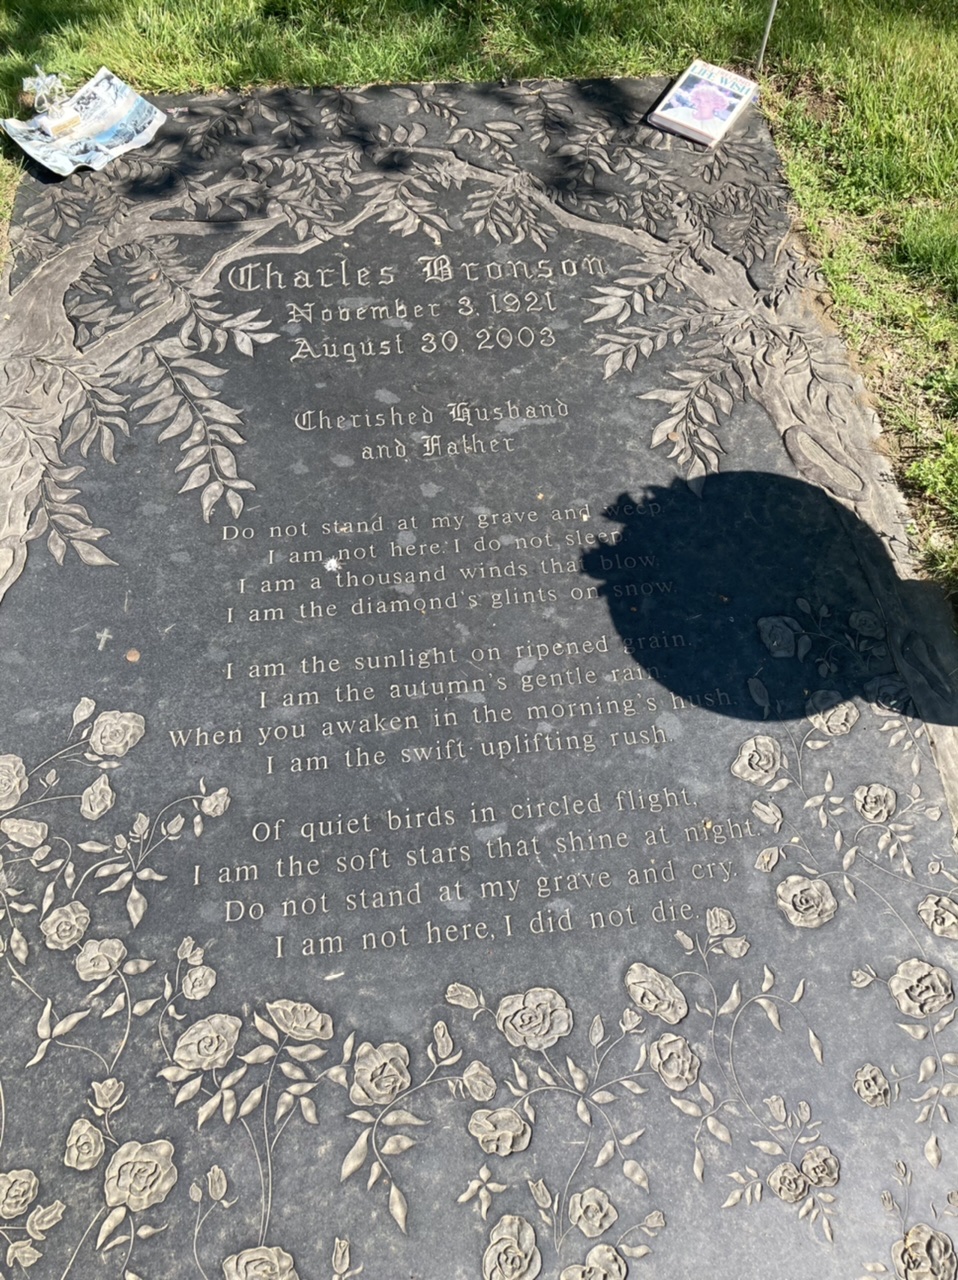 LIFE WISH
Charles Bronson
November 3, 1921
August 30, 2003
Cherished Husband
and Father
Do not stand at my grave and weep
I am not here. I do not sleep.
I am a thousand winds that blow,
I am the diamond's glints on snow.
I am the sunlight on ripened grain.
I am the autumn's gentle rain.
When you awaken in the morning's hush.
I am the swift uplifting rush.
Of quiet birds in circled flight,
I am the soft stars that shine at night.
Do not stand at my grave and cry.
I am not here, I did not die.